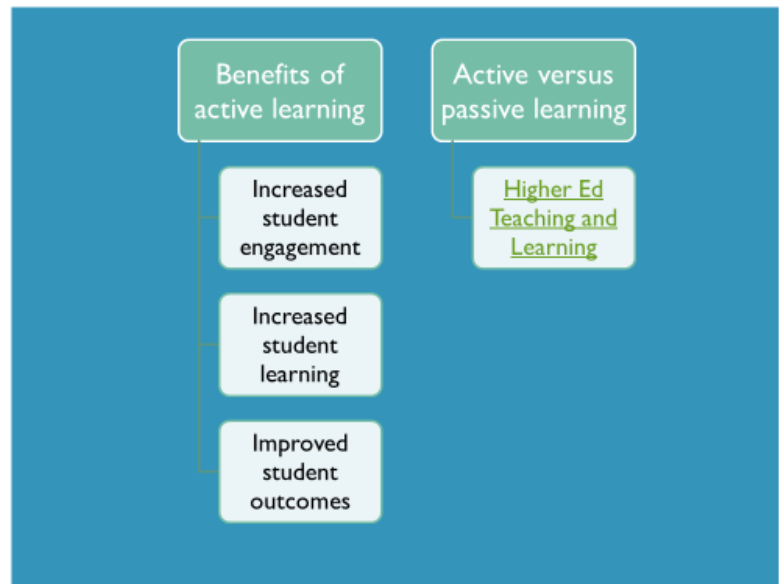 Benefits of
active learning
Increased
student
engagement
Increased
student
learning
Improved
student
outcomes
Active versus
passive learning
Higher Ed
Teaching and
Learning